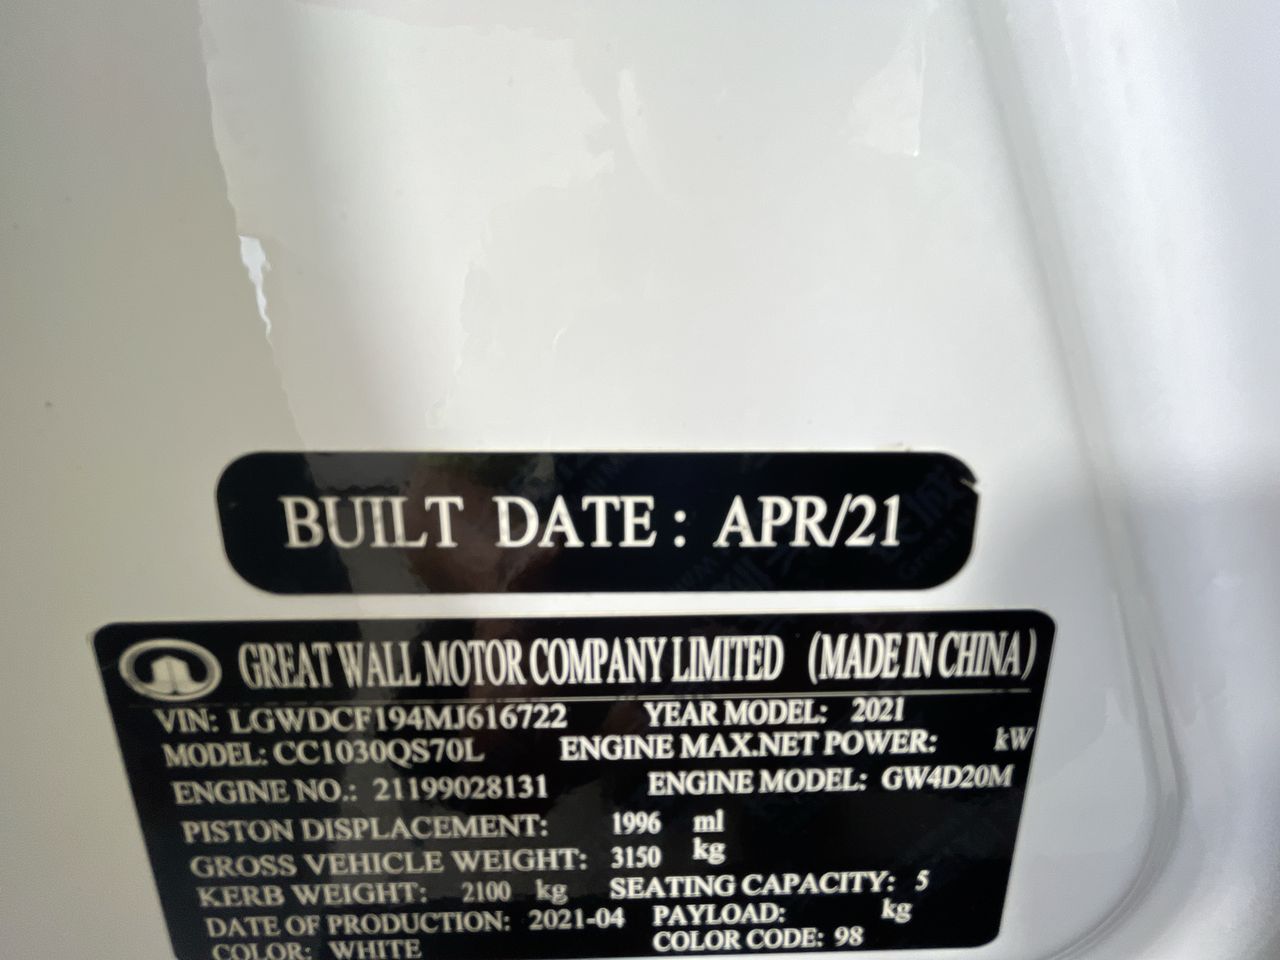 BUILT DATE: APR/21
GREAT WALL MOTOR COMPANY LIMITED (MADE IN CHINA)
VIN: LGWDCF194MJ616722 YEAR MODEL: 2021
MODEL: CC1030QS70L ENGINE MAX.NET POWER: kW
ENGINE NO.: 21199028131 ENGINE MODEL: GW4D20M
PISTON DISPLACEMENT: 1996 ml
GROSS VEHICLE WEIGHT: 3150 kg
KERB WEIGHT: 2100 kg SEATING CAPACITY: 5
DATE OF PRODUCTION: 2021-04 PAYLOAD: kg
COLOR: WHITE COLOR CODE: 98